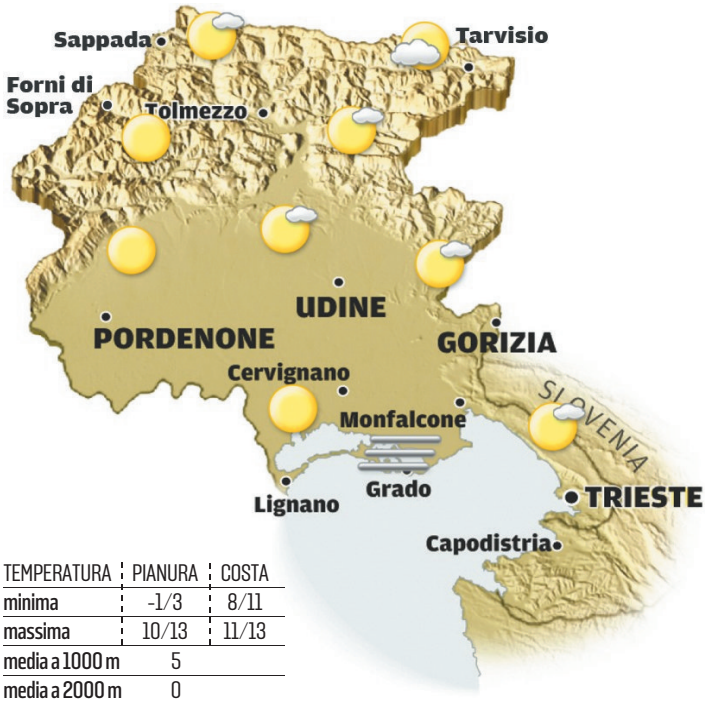 Sappada
Tarvisio
Forni di
Sopra
Tolmezzo
UDINE
PORDENONE
GORIZIA
Cervignano
SLOVENIA
Monfalcone
Grado
Lignano
TRIESTE
Capodistria
TEMPERATURA PIANURA COSTA
minima -1/3 8/11
massima 10/13 11/13
media a 1000 m 5
media a 2000 m 0